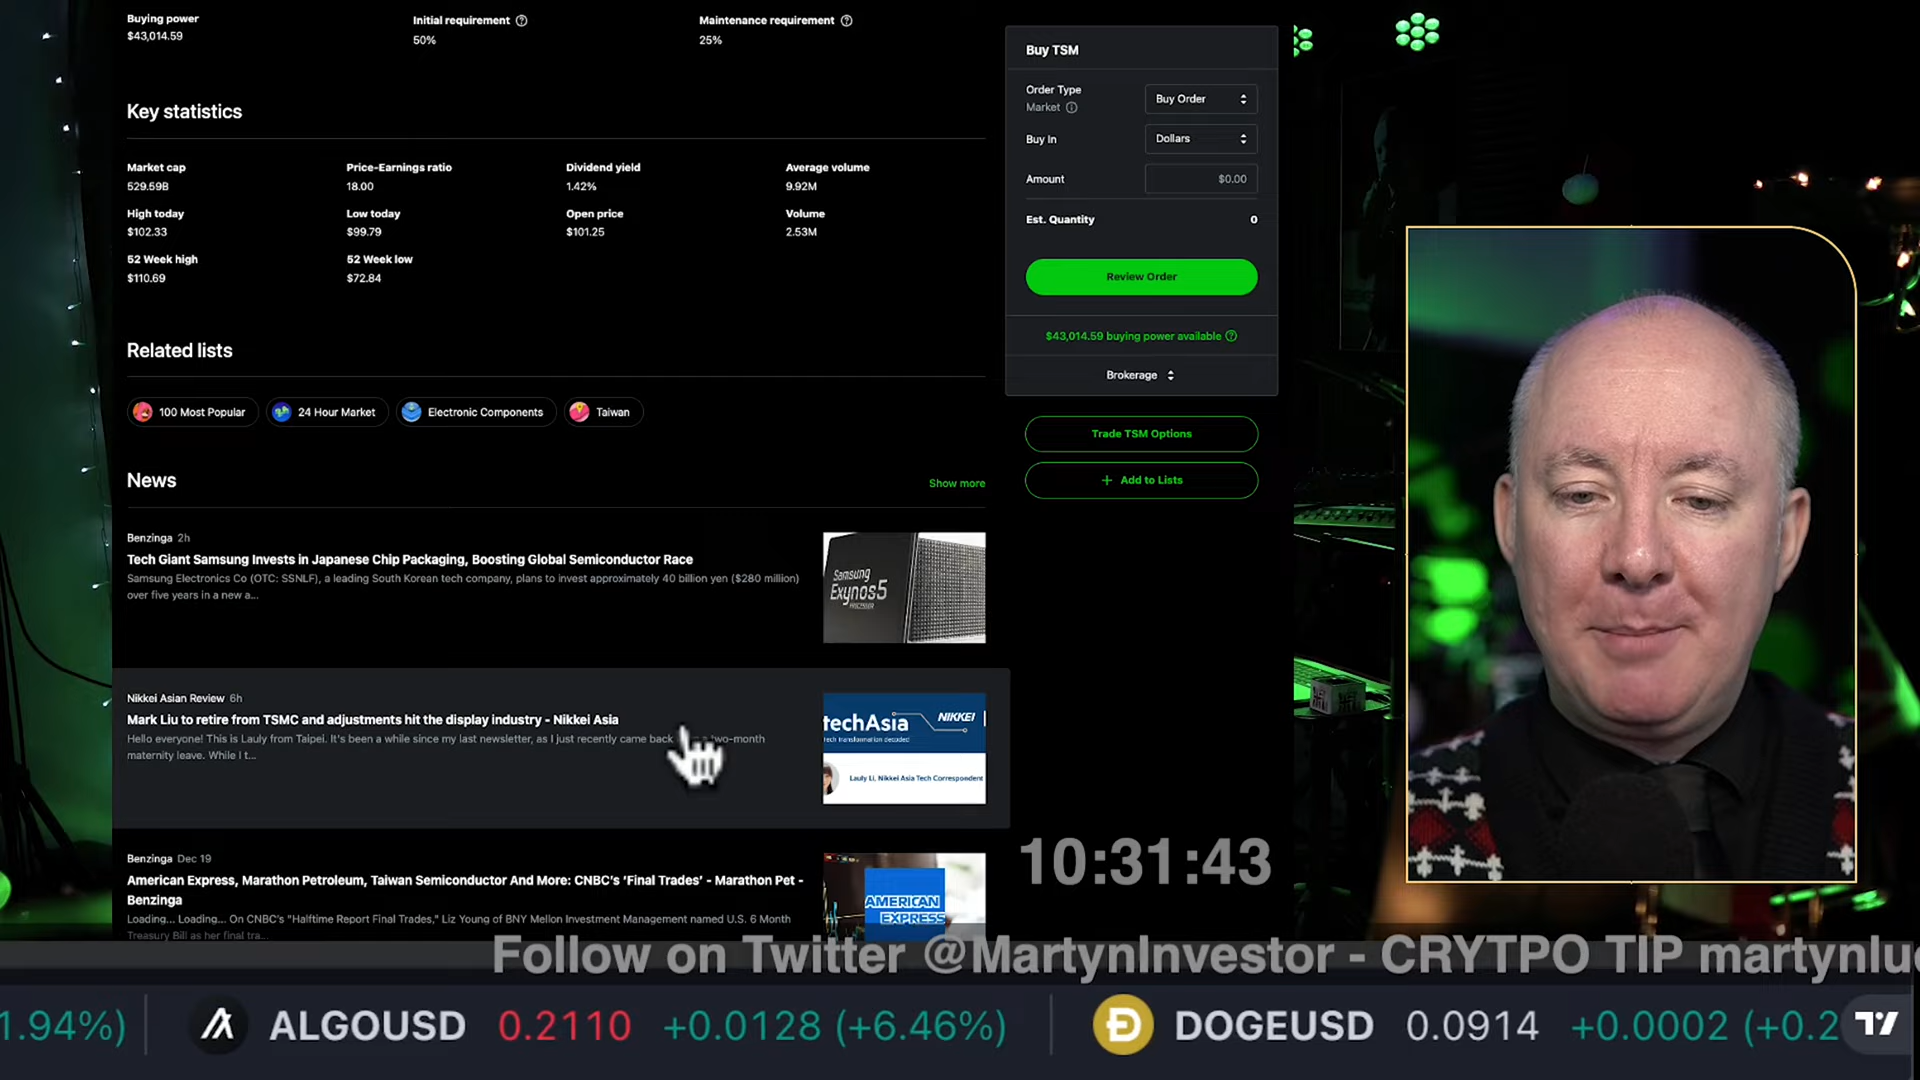 Buying power
$43,014.59
Initial requirement
50%
Maintenance requirement
25%
Key statistics
Market cap
529.59B
Price-Earnings ratio
18.00
Dividend yield
1.42%
Average volume
9.92M
High today
$102.33
Low today
$99.79
Open price
$101.25
Volume
2.53M
52 Week high
$110.69
52 Week low
$72.84
Related lists
100 Most Popular
24 Hour Market
Electronic Components
Taiwan
News
Show more
Benzinga 2h
Tech Giant Samsung Invests in Japanese Chip Packaging, Boosting Global Semiconductor Race
Samsung Electronics Co (OTC: SSNLF), a leading South Korean tech company, plans to invest approximately 40 billion yen ($280 million)
over five years in a new a...
Samsung
Exynos5
Nikkei Asian Review 6h
Mark Liu to retire from TSMC and adjustments hit the display industry - Nikkei Asia
Hello everyone! This is Lauly from Taipei. It's been a while since my last newsletter, as I just recently came back two-month
maternity leave. While I t...
techAsia
NIKKEI
tech transformation decoded
Lauly Li, Nikkei Asia Tech Correspondent
Benzinga Dec 19
American Express, Marathon Petroleum, Taiwan Semiconductor And More: CNBC's 'Final Trades' - Marathon Pet -
Benzinga
Loading... Loading... On CNBC's "Halftime Report Final Trades," Liz Young of BNY Mellon Investment Management named U.S. 6 Month
Treasury Bill as her final tra...
AMERICAN
EXPRESS
Buy TSM
Order Type
Market
Buy Order
Buy In
Dollars
Amount
$0.00
Est. Quantity
0
Review Order
$43,014.59 buying power available
Brokerage
Trade TSM Options
+ Add to Lists
10:31:43
Follow on Twitter @MartynInvestor - CRYTPO TIP martynluc
1.94%)
ALGOUSD 0.2110 +0.0128 (+6.46%)
DOGEUSD 0.0914 +0.0002 (+0.2